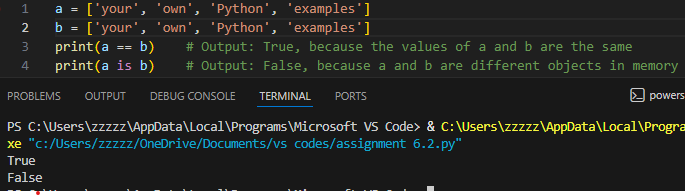 1 a = ['your', 'own', 'Python', 'examples']
2 b = ['your', 'own', 'Python', 'examples']
3 print(a == b) # Output: True, because the values of a and b are the same
4 print(a is b) # Output: False, because a and b are different objects in memory
PROBLEMS OUTPUT DEBUG CONSOLE TERMINAL PORTS powers
PS C:\Users\zzzzz\AppData\Local\Programs\Microsoft VS Code> & C:\Users\zzzzz\AppData\Local\Progra
xe "c:/Users/zzzzz/OneDrive/Documents/vs codes/assignment 6.2.py"
True
False